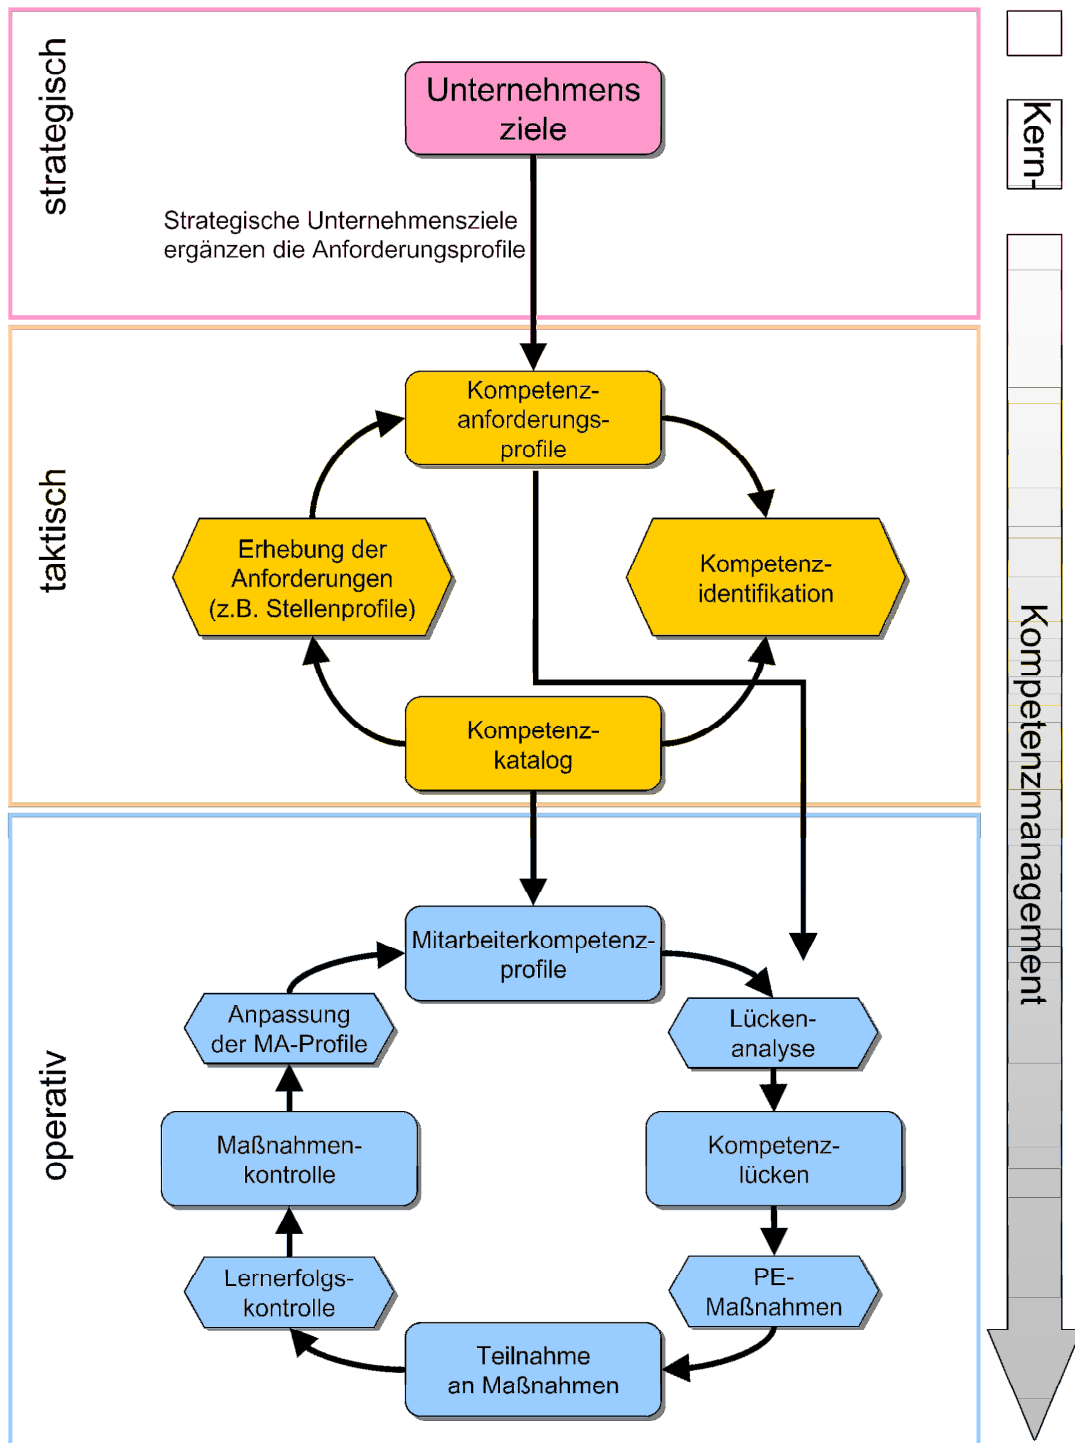 strategisch
Unternehmens
ziele
Strategische Unternehmensziele
ergänzen die Anforderungsprofile
Kern-
taktisch
Kompetenz-
anforderungs-
profile
Erhebung der
Anforderungen
(z.B. Stellenprofile)
Kompetenz-
identifikation
Kompetenz-
katalog
Kompetenzmanagement
operativ
Mitarbeiterkompetenz-
profile
Anpassung
der MA-Profile
Lücken-
analyse
Maßnahmen-
kontrolle
Kompetenz-
lücken
Lernerfolgs-
kontrolle
PE-
Maßnahmen
Teilnahme
an Maßnahmen